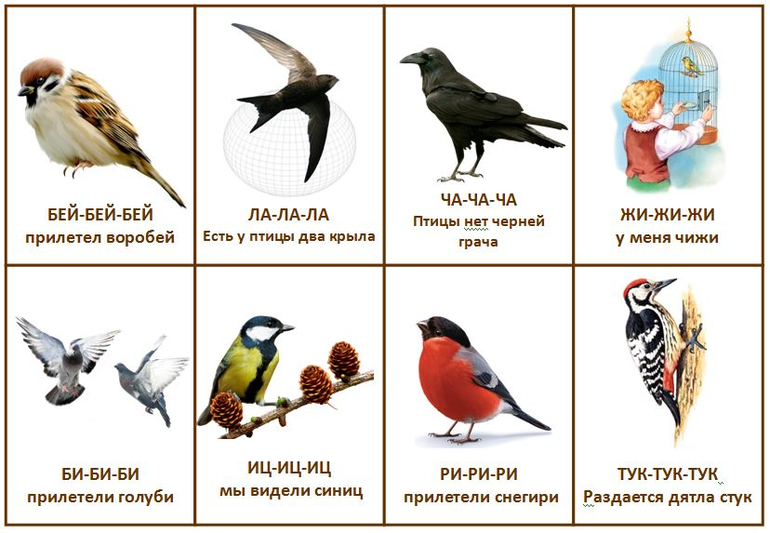 БЕЙ-БЕЙ-БЕЙ
прилетел воробей
ЛА-ЛА-ЛА
Есть у птицы два крыла
ЧА-ЧА-ЧА
Птицы нет черней
грача
ЖИ-ЖИ-ЖИ
у меня чижи
БИ-БИ-БИ
прилетели голуби
ИЦ-ИЦ-ИЦ
мы видели синиц
РИ-РИ-РИ
прилетели снегири
ТУК-ТУК-ТУК
Раздается дятла стук